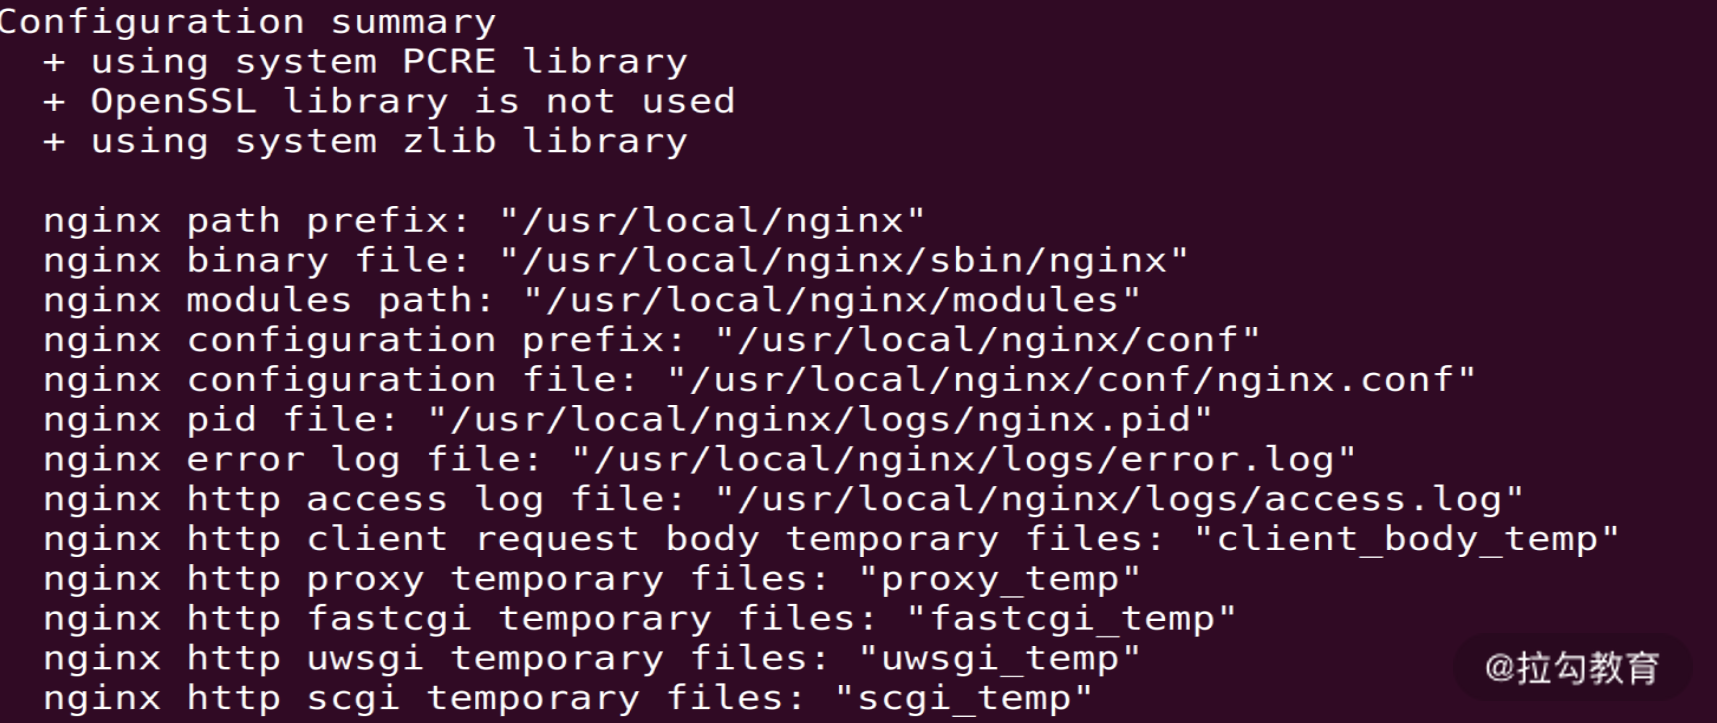 Configuration summary
  + using system PCRE library
  + OpenSSL library is not used
  + using system zlib library

  nginx path prefix: "/usr/local/nginx"
  nginx binary file: "/usr/local/nginx/sbin/nginx"
  nginx modules path: "/usr/local/nginx/modules"
  nginx configuration prefix: "/usr/local/nginx/conf"
  nginx configuration file: "/usr/local/nginx/conf/nginx.conf"
  nginx pid file: "/usr/local/nginx/logs/nginx.pid"
  nginx error log file: "/usr/local/nginx/logs/error.log"
  nginx http access log file: "/usr/local/nginx/logs/access.log"
  nginx http client request body temporary files: "client_body_temp"
  nginx http proxy temporary files: "proxy_temp"
  nginx http fastcgi temporary files: "fastcgi_temp"
  nginx http uwsgi temporary files: "uwsgi_temp"
  nginx http scgi temporary files: "scgi_temp"
@拉勾教育